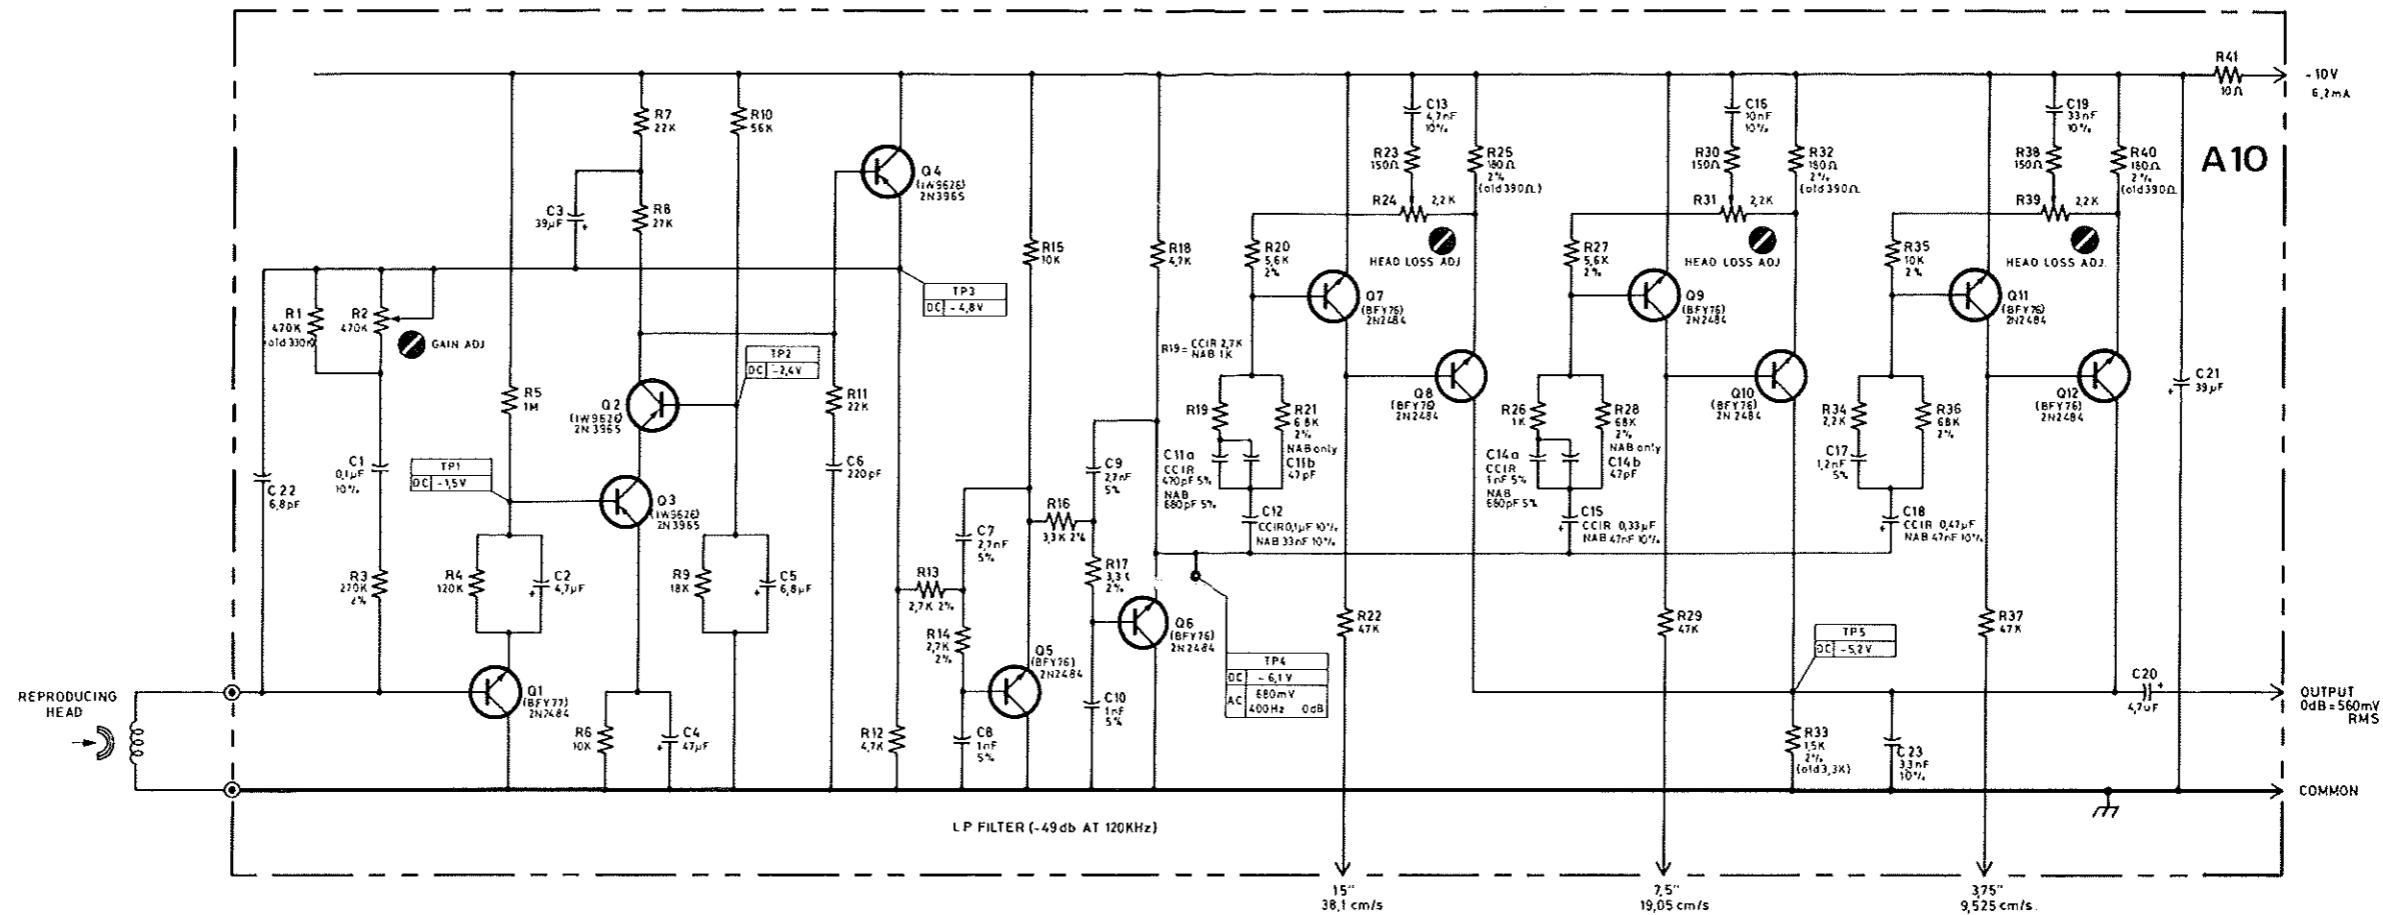 R41
10Ω
-10V
6,2mA
A10
R7
22K
R10
56K
C13
4,7nF
10%
C16
10nF
10%
C19
33nF
10%
Q4
(IW9626)
2N3965
R23
150Ω
R25
180Ω
2%
(old 390Ω)
R30
150Ω
R32
180Ω
2%
(old 390Ω)
R38
150Ω
R40
180Ω
2%
(old 390Ω
C3
39µF
+
R8
27K
R24
2,2K
R31
2,2K
R39
2,2K
R15
10K
R18
4,7K
R20
5,6K
2%
HEAD LOSS ADJ
R27
5,6K
2%
HEAD LOSS ADJ
R35
10K
2%
HEAD LOSS ADJ.
TP3
DC - 4,8V
Q7
(BFY76)
2N2484
Q9
(BFY76)
2N2484
Q11
(BFY76)
2N2484
R1
470K
old 330K
R2
470K
GAIN ADJ
TP2
DC -2,4V
R19 = CCIR 2,7K
NAB 1K
R5
1M
Q2
(IW9626)
2N3965
R11
22K
Q8
(BFY76)
2N2484
Q10
(BFY76)
2N2484
Q12
(BFY76)
2N2484
C21
39µF
+
R19
R21
68K
2%
NAB only
R26
1K
R28
68K
2%
NAB only
R34
2,2K
R36
68K
2%
C22
6,8pF
C1
0,1µF
10%
TP1
DC -1,5V
Q3
(IW9626)
2N3965
C6
220pF
C9
2,7nF
5%
C11a
CCIR
470pF 5%
NAB
680pF 5%
C11b
47pF
C14a
CCIR
1nF 5%
NAB
680pF 5%
C14b
47pF
C17
1,2nF
5%
C7
2,7nF
5%
R16
3,3K 2%
C12
CCIR 0,1µF 10%
NAB 33nF 10%
C15
+ CCIR 0,33µF
NAB 47nF 10%
C18
CCIR 0,47µF
+ NAB 47nF 10%
R3
270K
2%
R4
120K
C2
4,7µF
+
R9
18K
C5
6,8µF
+
R13
2,7K 2%
R17
3,3K
2%
R14
2,7K
2%
Q6
(BFY76)
2N2484
R22
47K
R29
47K
R37
47K
TP5
DC -5,2V
TP4
DC - 6,1V
AC 680mV
400Hz 0dB
REPRODUCING
HEAD
Q1
(BFY77)
2N2484
Q5
(BFY76)
2N2484
C10
1nF
5%
C20
+
4,7µF
OUTPUT
0dB = 560mV
RMS
R6
10K
C4
47µF
+
R12
4,7K
C8
1nF
5%
R33
1,5K
2%
(old 3,3K)
C23
3,3nF
10%
COMMON
LP FILTER (-49db AT 120KHz)
15"
38,1 cm/s
7,5"
19,05 cm/s
3,75"
9,525 cm/s.